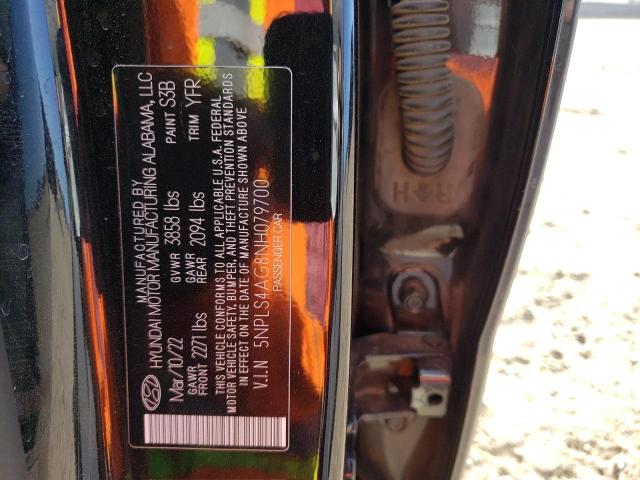 MANUFACTURED BY
HYUNDAI MOTOR MANUFACTURING ALABAMA, LLC
Mar/10/22 GVWR 3858 lbs PAINT S3B
GAWR FRONT 2271 lbs GAWR REAR 2094 lbs TRIM YFR
THIS VEHICLE CONFORMS TO ALL APPLICABLE U.S.A. FEDERAL
MOTOR VEHICLE SAFETY, BUMPER, AND THEFT PREVENTION STANDARDS
IN EFFECT ON THE DATE OF MANUFACTURE SHOWN ABOVE
V.I.N 5NPLS4AG8NH079700
PASSENGER CAR
R H